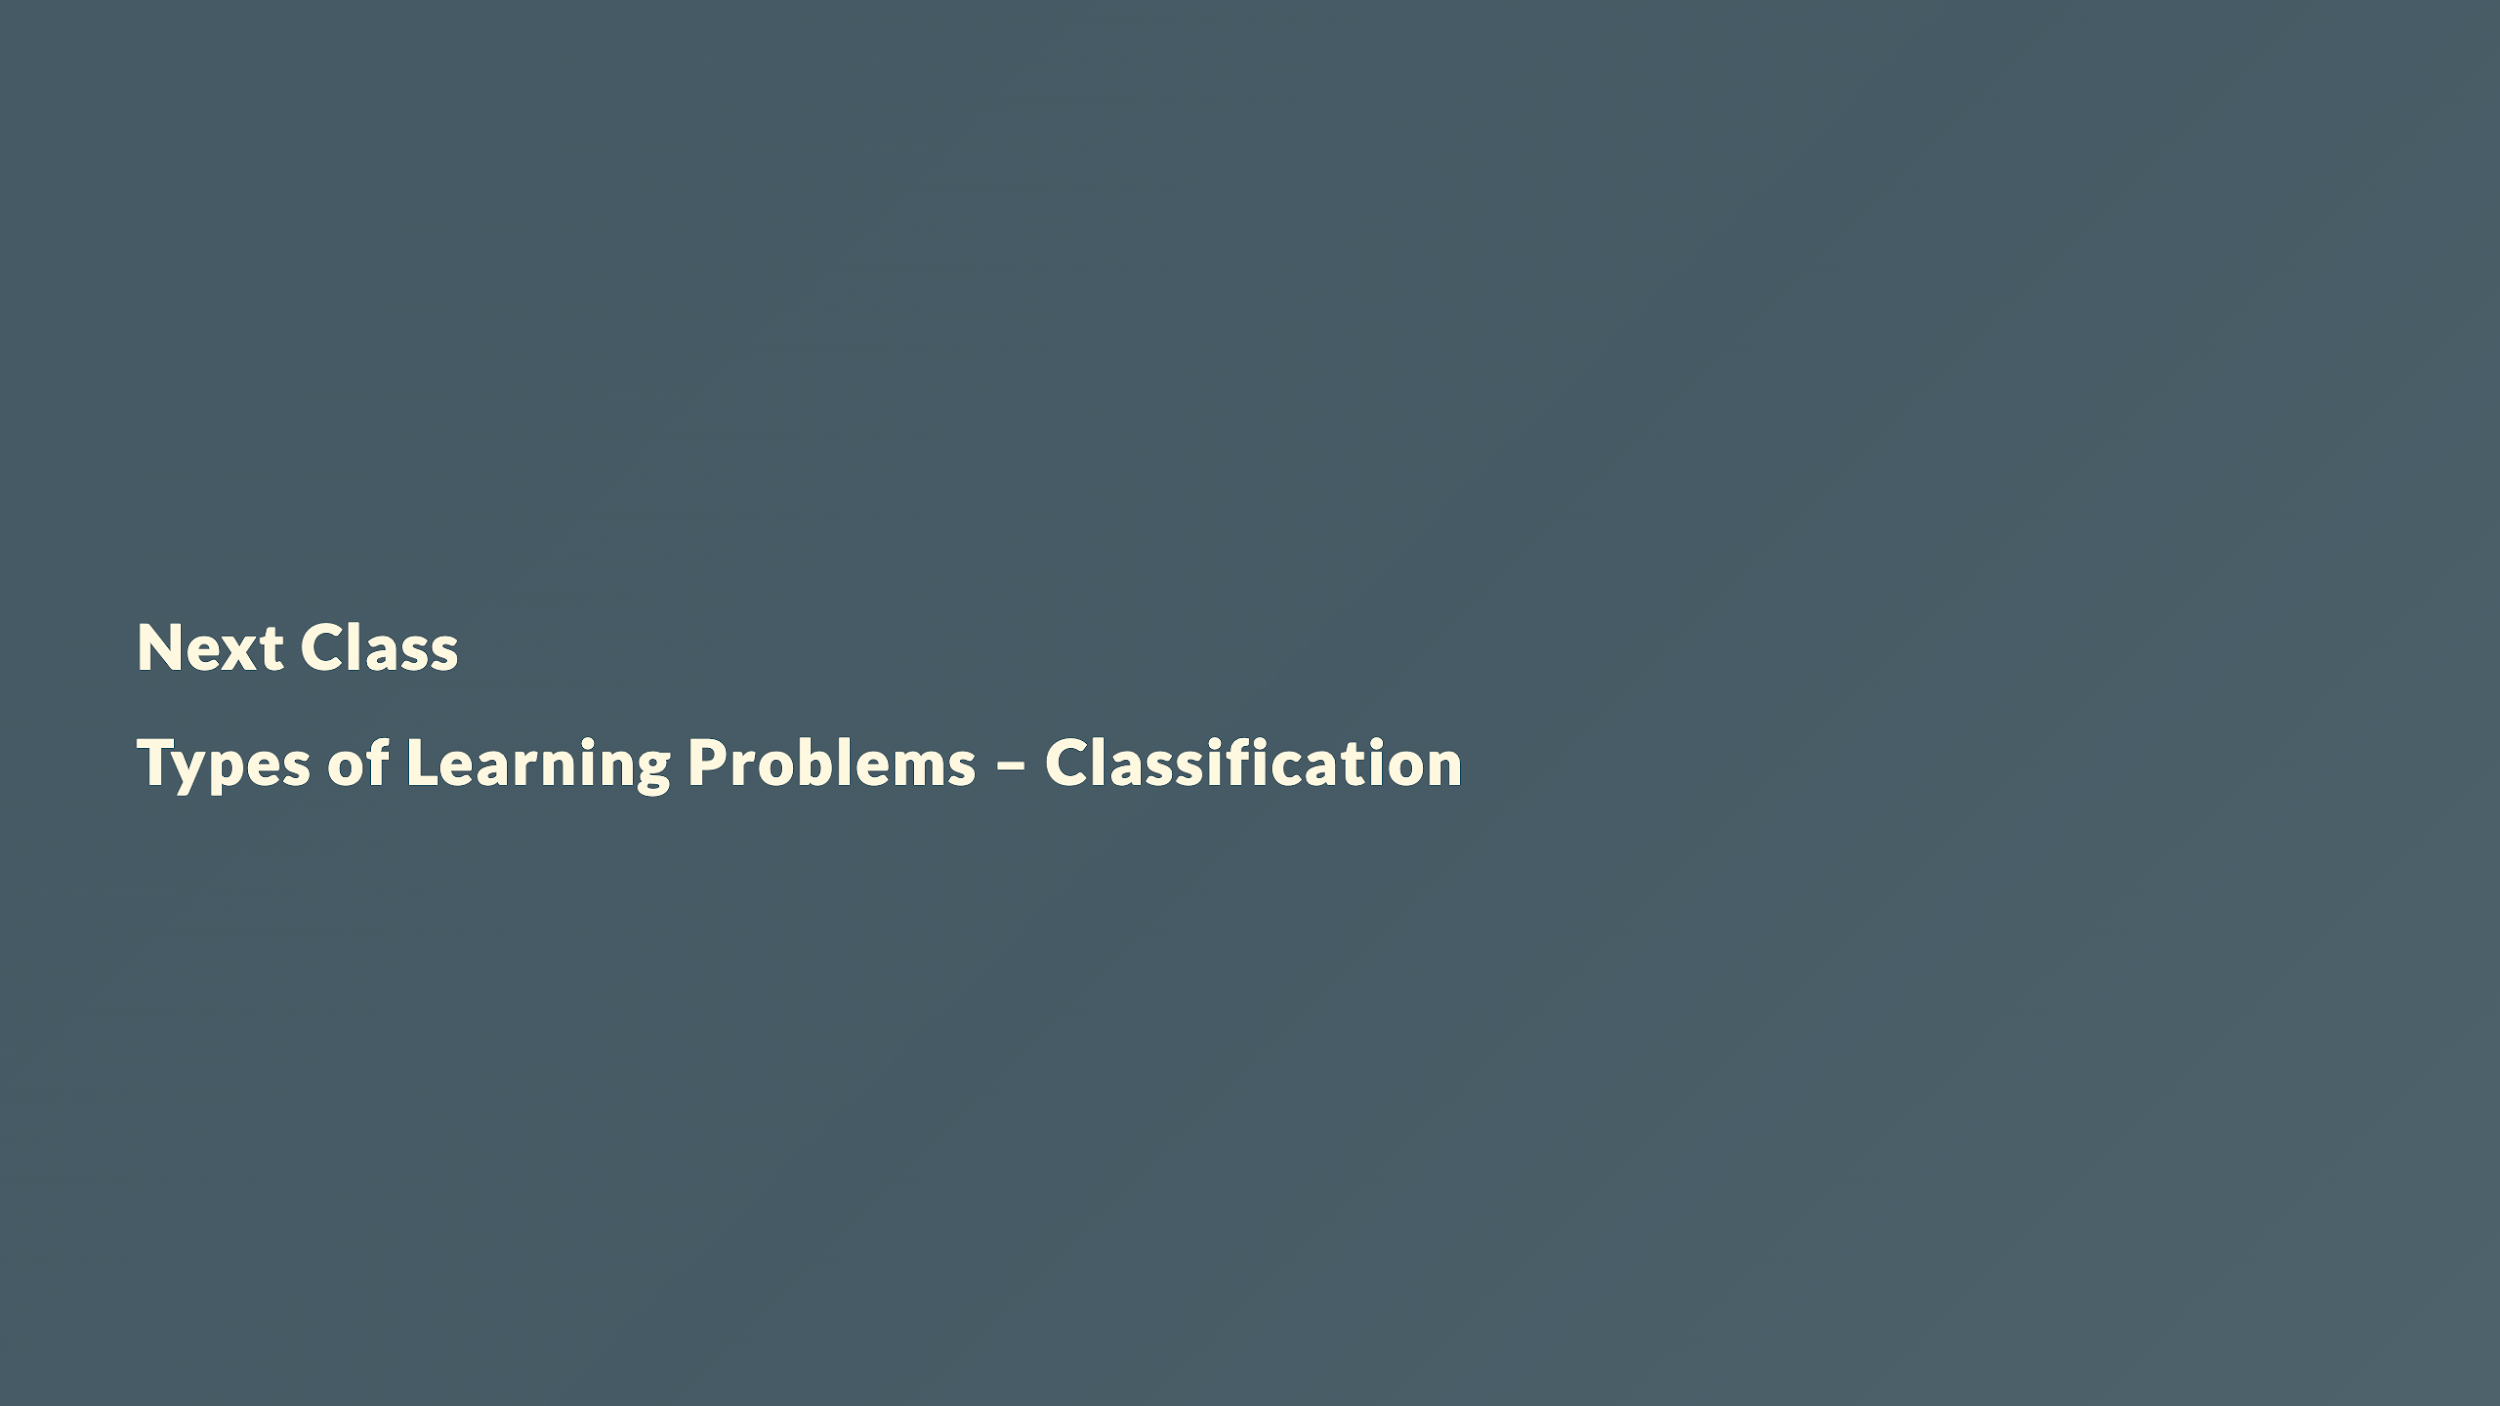 Next Class
Types of Learning Problems – Classification